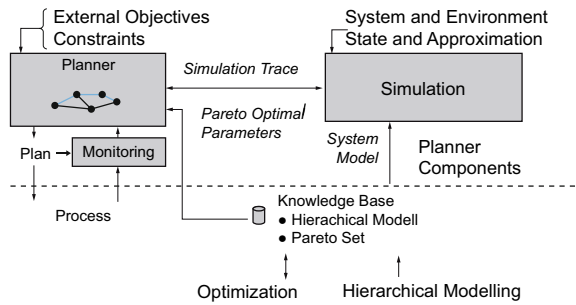 External Objectives
Constraints
System and Environment
State and Approximation
Planner
Simulation Trace
Simulation
Pareto Optimal
Parameters
System
Model
Plan
Monitoring
Planner
Components
Process
Knowledge Base
● Hierachical Modell
● Pareto Set
Optimization
Hierarchical Modelling